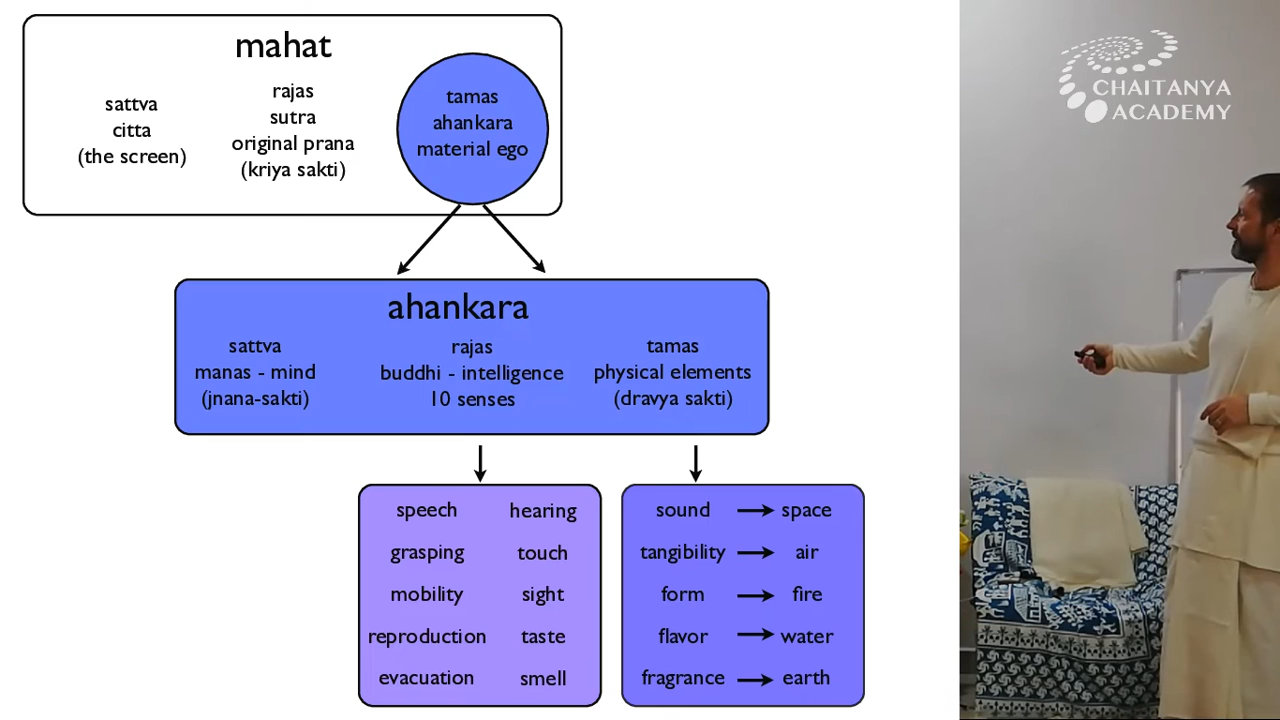 mahat
sattva
citta
(the screen)
rajas
sutra
original prana
(kriya sakti)
tamas
ahankara
material ego
ahankara
sattva
manas - mind
(jnana-sakti)
rajas
buddhi - intelligence
10 senses
tamas
physical elements
(dravya sakti)
speech hearing
grasping touch
mobility sight
reproduction taste
evacuation smell
sound space
tangibility air
form fire
flavor water
fragrance earth
CHAITANYA
ACADEMY